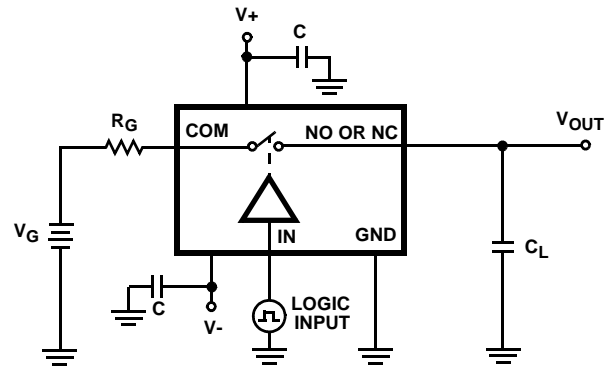 V+
C
RG
COM
NO OR NC
VOUT
VG
IN
GND
CL
C
V-
LOGIC
INPUT